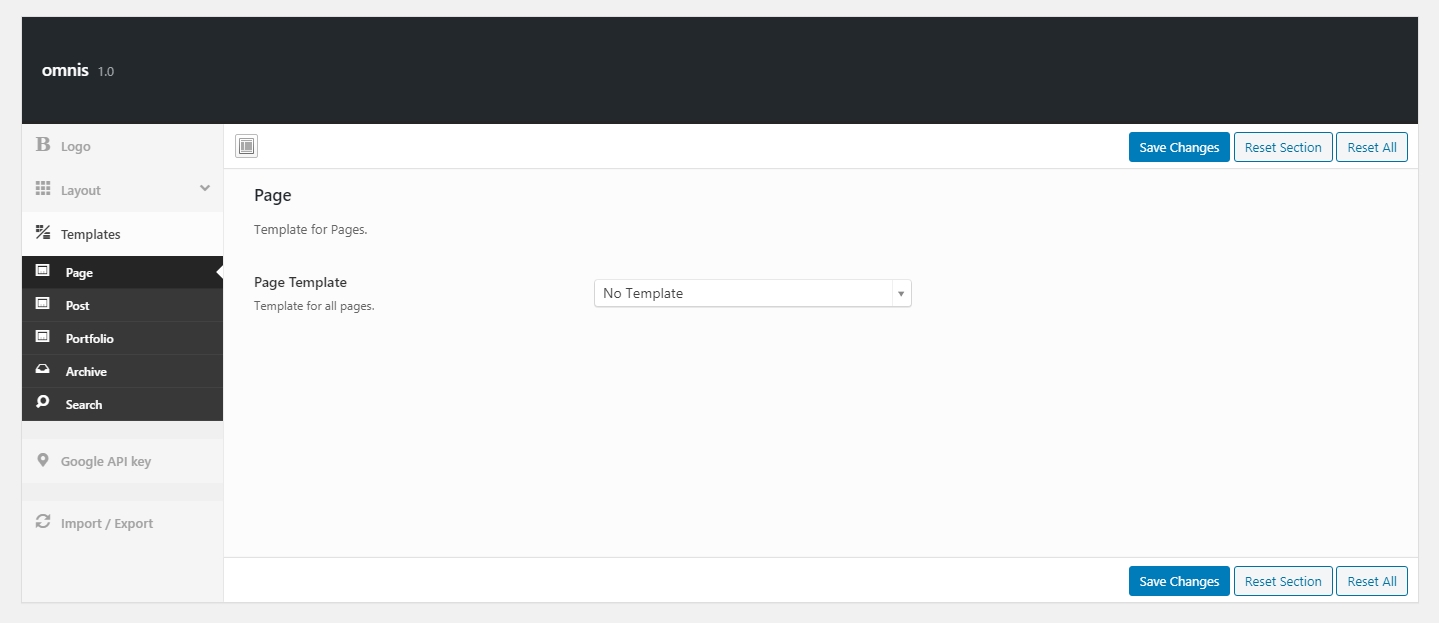 omnis 1.0
Logo
Layout
Templates
Page
Post
Portfolio
Archive
Search
Google API key
Import / Export
Save Changes Reset Section Reset All
Page
Template for Pages.
Page Template
Template for all pages.
No Template
Save Changes Reset Section Reset All